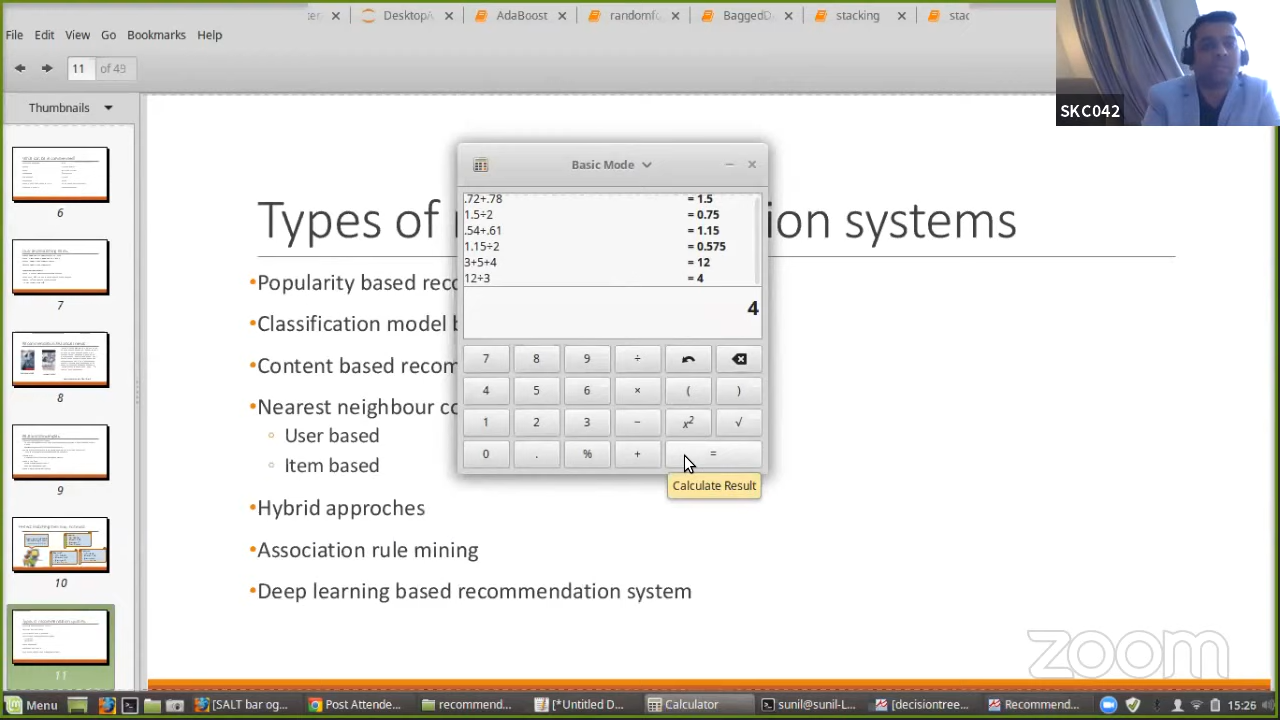 DesktopA
AdaBoost
randomf
BaggedD
stacking
stac
File Edit View Go Bookmarks Help
11 of 49
SKC042
Thumbnails
Basic Mode
6
7
8
9
10
11
.72+.78 = 1.5
1.5÷2 = 0.75
.54+.61 = 1.15
1.15÷2 = 0.575
3+5+4 = 12
12÷3 = 4
4
7 8 9 ÷
4 5 6 × ( )
1 2 3 − x²
0 . % + =
Calculate Result
Types of
ion systems
•Popularity based reco
•Classification model b
•Content based recom
•Nearest neighbour co
User based
Item based
•Hybrid approches
•Association rule mining
•Deep learning based recommendation system
zoom
Menu
[SALT bar og...
Post Attende...
recommend...
[*Untitled D...
Calculator
sunil@sunil-L...
[decisiontree...
Recommend...
15:26